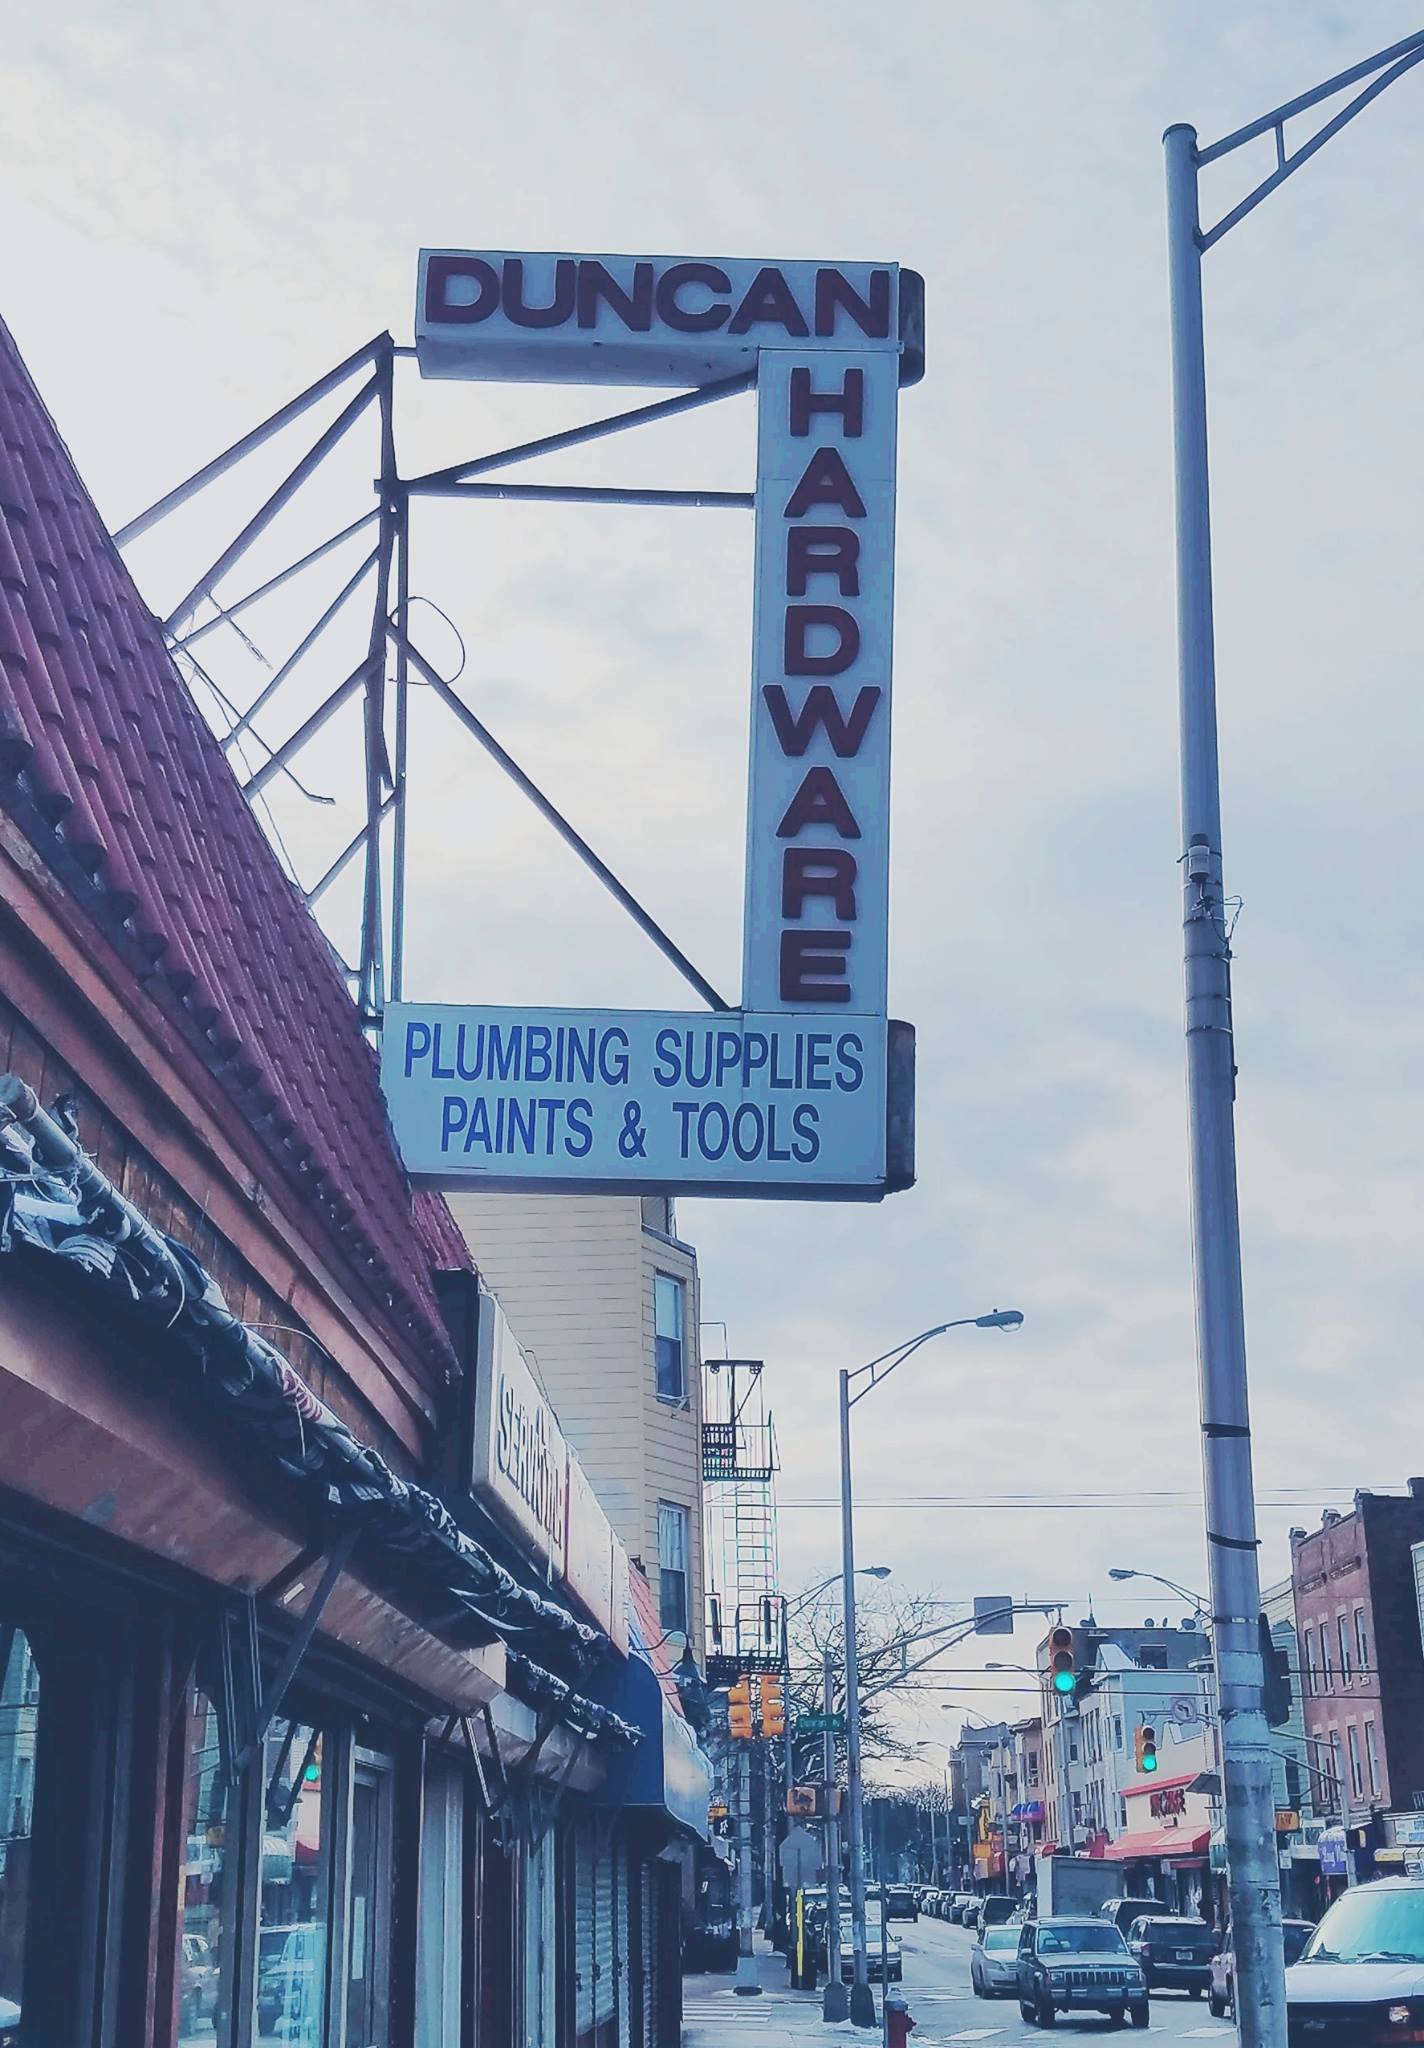 DUNCAN
HARDWARE
PLUMBING SUPPLIES
PAINTS & TOOLS